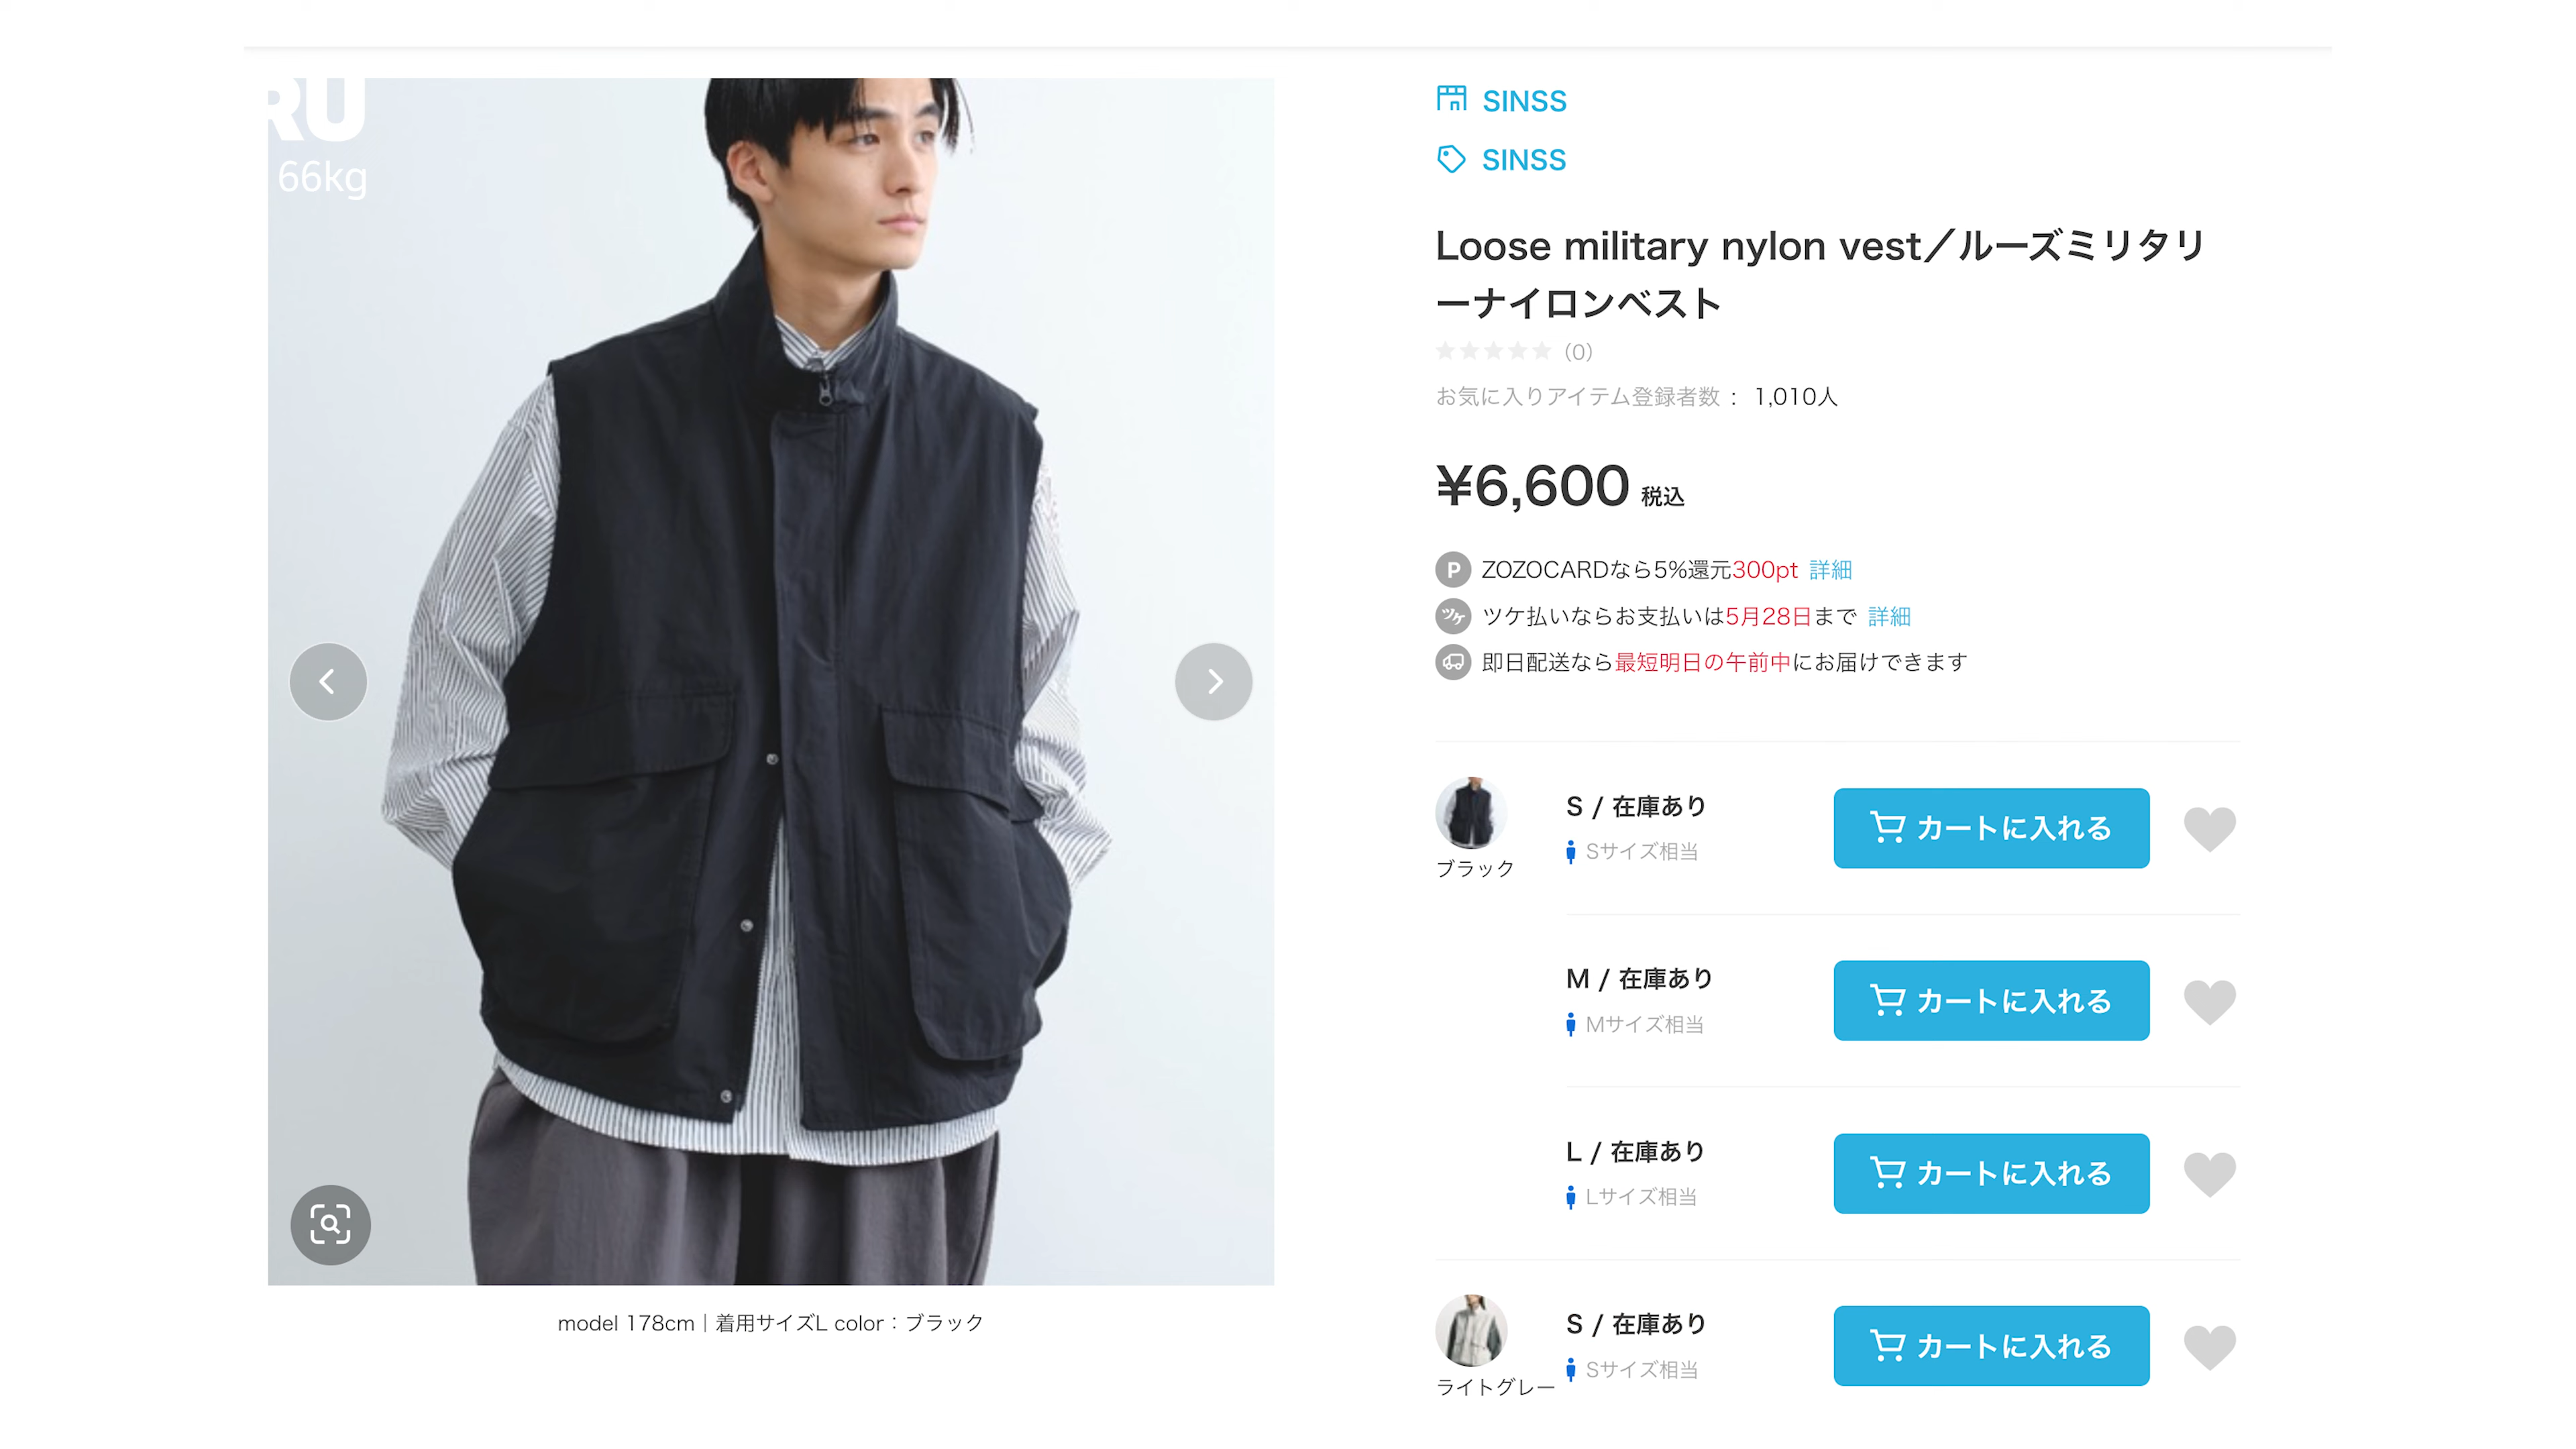 RU
66kg
model 178cm｜着用サイズL color：ブラック
SINSS
SINSS
Loose military nylon vest／ルーズミリタリ
ーナイロンベスト
(0)
お気に入りアイテム登録者数 ： 1,010人
¥6,600 税込
P ZOZOCARDなら5%還元300pt 詳細
ツケ ツケ払いならお支払いは5月28日まで 詳細
即日配送なら最短明日の午前中にお届けできます
ブラック
S / 在庫あり
Sサイズ相当
カートに入れる
M / 在庫あり
Mサイズ相当
カートに入れる
L / 在庫あり
Lサイズ相当
カートに入れる
ライトグレー
S / 在庫あり
Sサイズ相当
カートに入れる